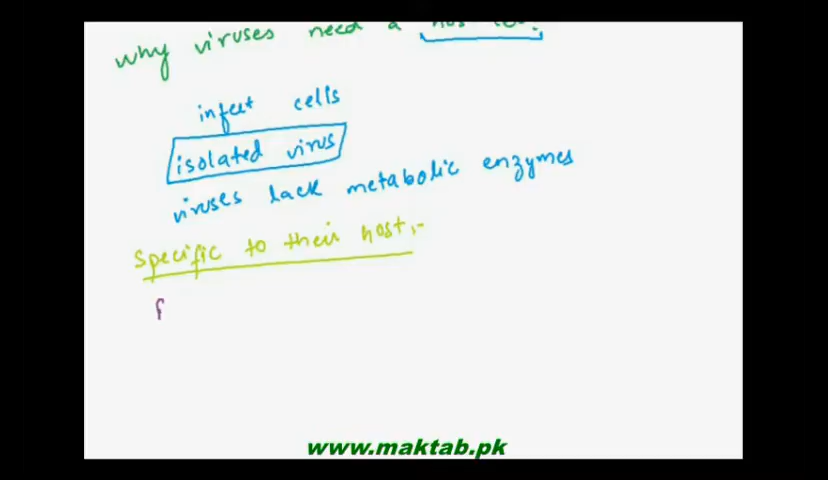 why viruses need a
infect cells
isolated virus
viruses lack metabolic enzymes
specific to their host,-
www.maktab.pk